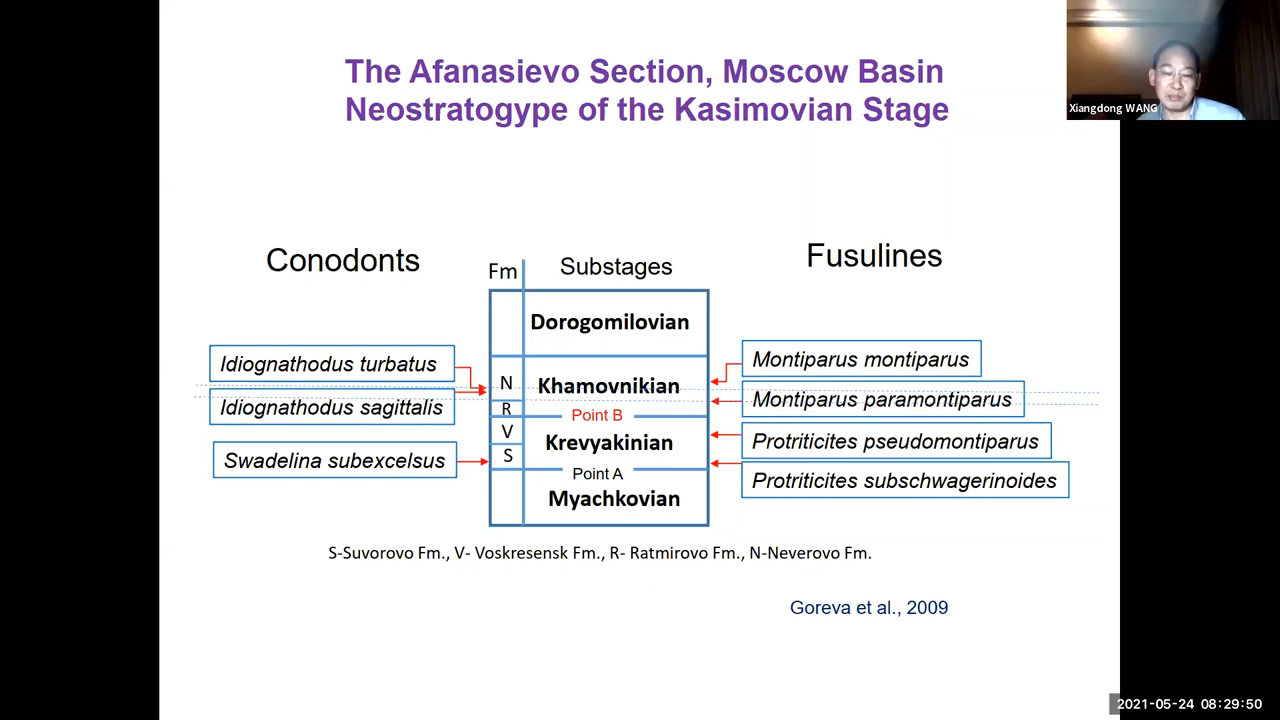 The Afanasievo Section, Moscow Basin
Neostratogype of the Kasimovian Stage
Xiangdong WANG
Conodonts
Fm
Substages
Fusulines
Dorogomilovian
Idiognathodus turbatus
Idiognathodus sagittalis
Swadelina subexcelsus
N
R
V
S
Khamovnikian
Point B
Krevyakinian
Point A
Myachkovian
Montiparus montiparus
Montiparus paramontiparus
Protriticites pseudomontiparus
Protriticites subschwagerinoides
S-Suvorovo Fm., V- Voskresensk Fm., R- Ratmirovo Fm., N-Neverovo Fm.
Goreva et al., 2009
2021-05-24 08:29:50